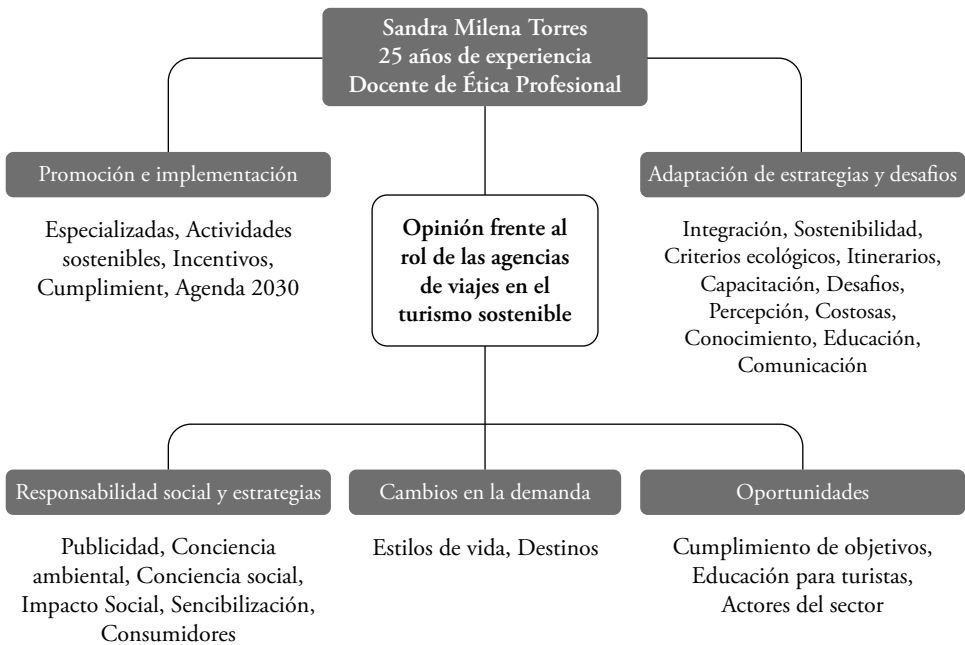 Sandra Milena Torres
25 años de experiencia
Docente de Ética Profesional
Promoción e implementación
Especializadas, Actividades
sostenibles, Incentivos,
Cumplimient, Agenda 2030
Opinión frente al
rol de las agencias
de viajes en el
turismo sostenible
Adaptación de estrategias y desafios
Integración, Sostenibilidad,
Criterios ecológicos, Itinerarios,
Capacitación, Desafios,
Percepción, Costosas,
Conocimiento, Educación,
Comunicación
Responsabilidad social y estrategias
Publicidad, Conciencia
ambiental, Conciencia social,
Impacto Social, Sencibilización,
Consumidores
Cambios en la demanda
Estilos de vida, Destinos
Oportunidades
Cumplimiento de objetivos,
Educación para turistas,
Actores del sector